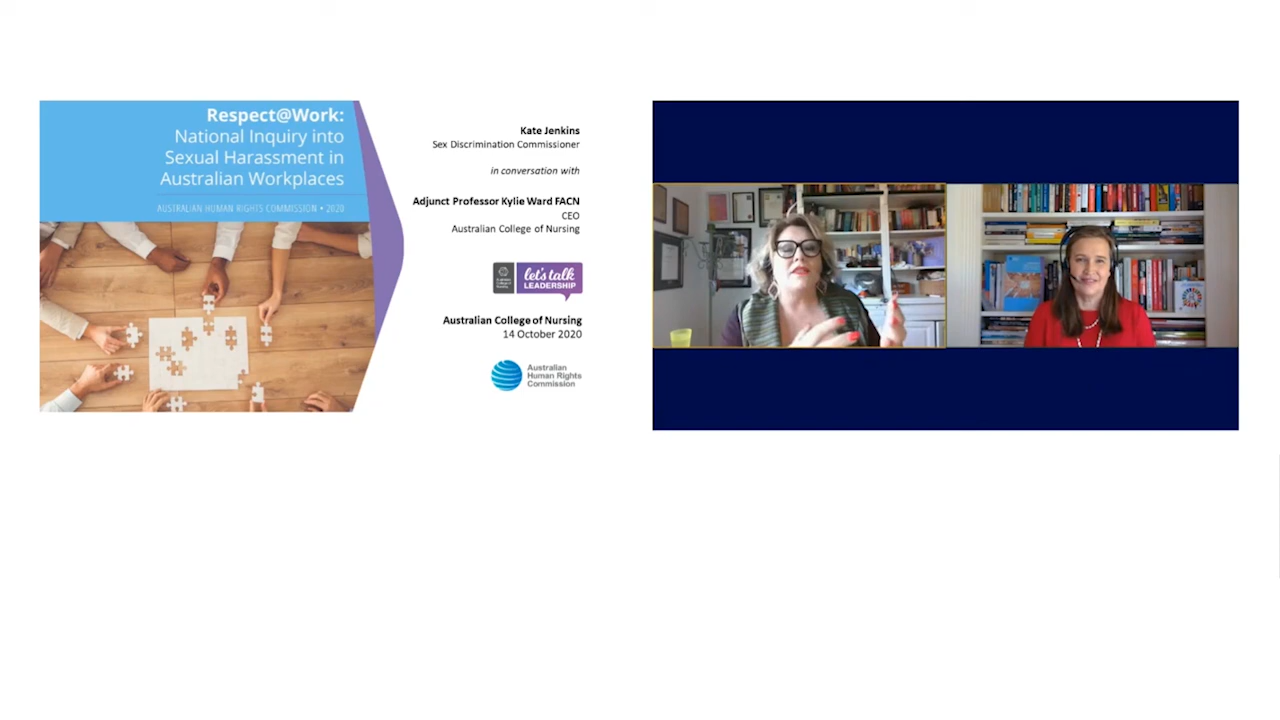 Respect@Work:
National Inquiry into
Sexual Harassment in
Australian Workplaces
AUSTRALIAN HUMAN RIGHTS COMMISSION • 2020
Kate Jenkins
Sex Discrimination Commissioner
in conversation with
Adjunct Professor Kylie Ward FACN
CEO
Australian College of Nursing
let's talk
LEADERSHIP
Australian College of Nursing
14 October 2020
Australian
Human Rights
Commission